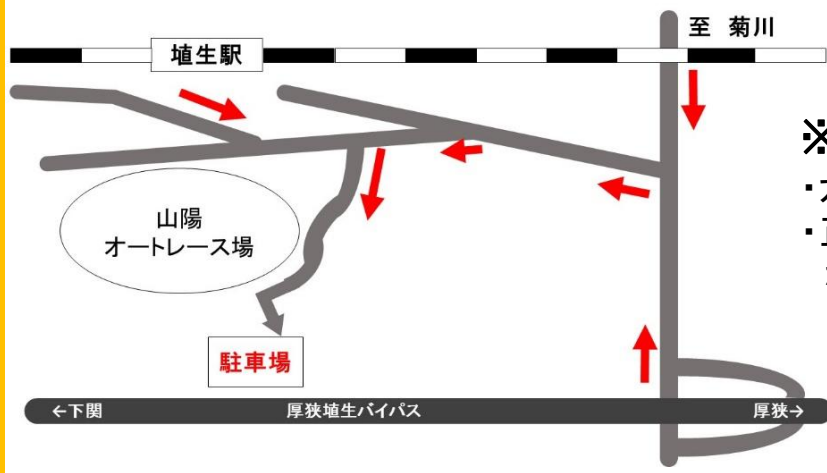 至 菊川
埴生駅
※
山陽
オートレース場
駐車場
←下関
厚狭埴生バイパス
厚狭→